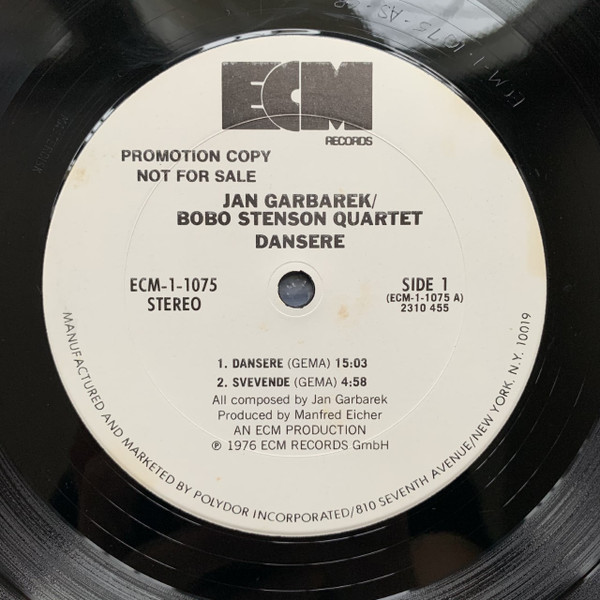 ECM
RECORDS
PROMOTION COPY
NOT FOR SALE
JAN GARBAREK/
BOBO STENSON QUARTET
DANSERE
ECM-1-1075
STEREO
SIDE 1
(ECM-1-1075 A)
2310 455
1. DANSERE (GEMA) 15:03
2. SVEVENDE (GEMA) 4:58
All composed by Jan Garbarek
Produced by Manfred Eicher
AN ECM PRODUCTION
℗ 1976 ECM RECORDS GmbH
MANUFACTURED AND MARKETED BY POLYDOR INCORPORATED/810 SEVENTH AVENUE/NEW YORK, N.Y. 10019